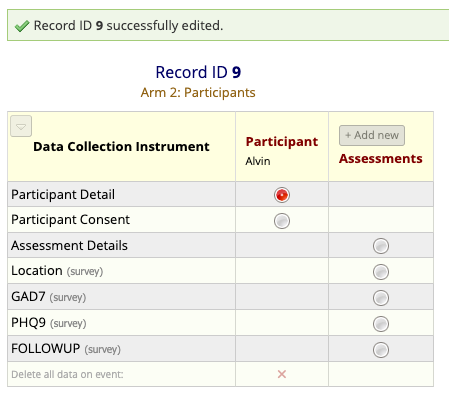 Record ID 9 successfully edited.
Record ID 9
Arm 2: Participants
Data Collection Instrument
Participant
Alvin
+ Add new
Assessments
Participant Detail
Participant Consent
Assessment Details
Location (survey)
GAD7 (survey)
PHQ9 (survey)
FOLLOWUP (survey)
Delete all data on event: